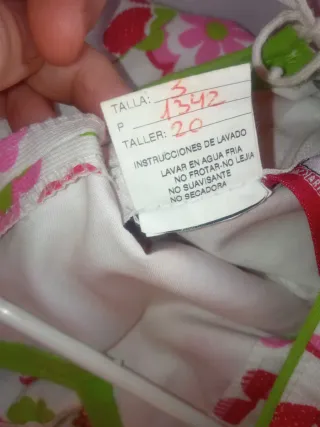 TALLA: S
P 1342
TALLER: 20
INSTRUCCIONES DE LAVADO
LAVAR EN AGUA FRIA
NO FROTAR-NO LEJIA
NO SUAVISANTE
NO SECADORA